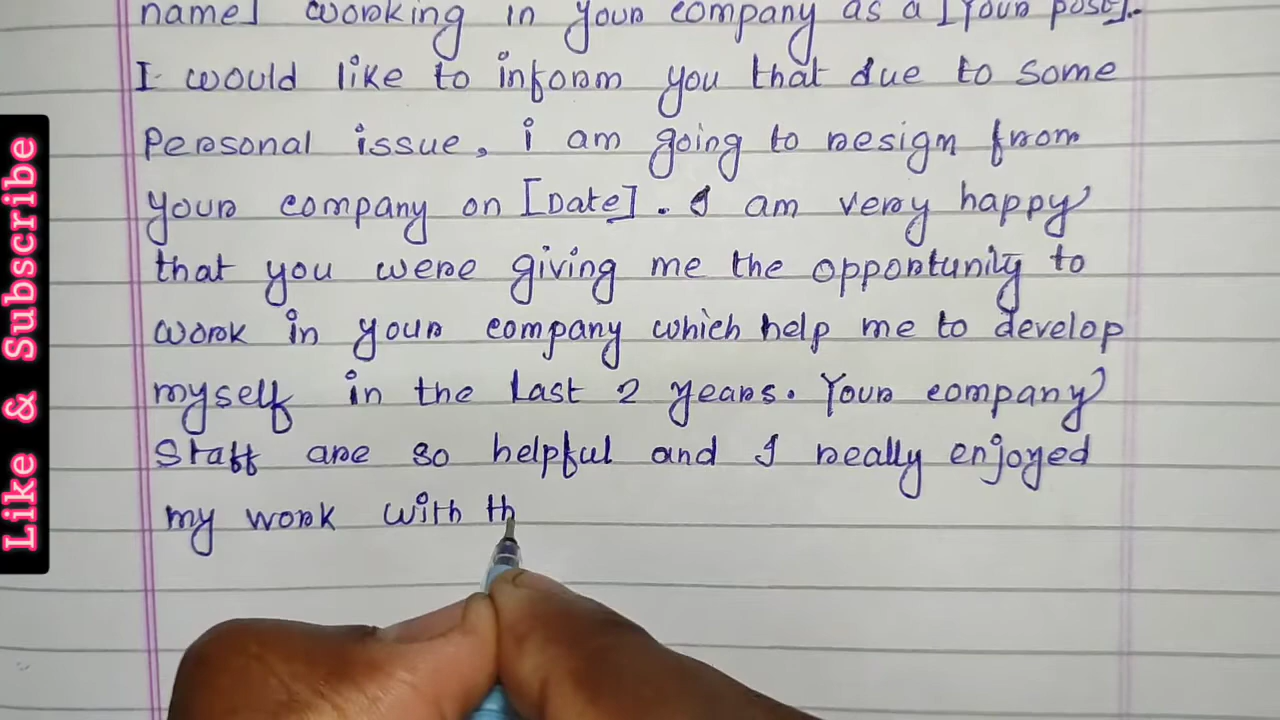 name] working in your company as a [Your post].
I would like to inform you that due to some
Personal issue, i am going to resign from
your company on [Date]. I am very happy
that you were giving me the opportunity to
work in your company which help me to develop
myself in the last 2 years. Your company
Staff are so helpful and I really enjoyed
my work with th
Like & Subscribe